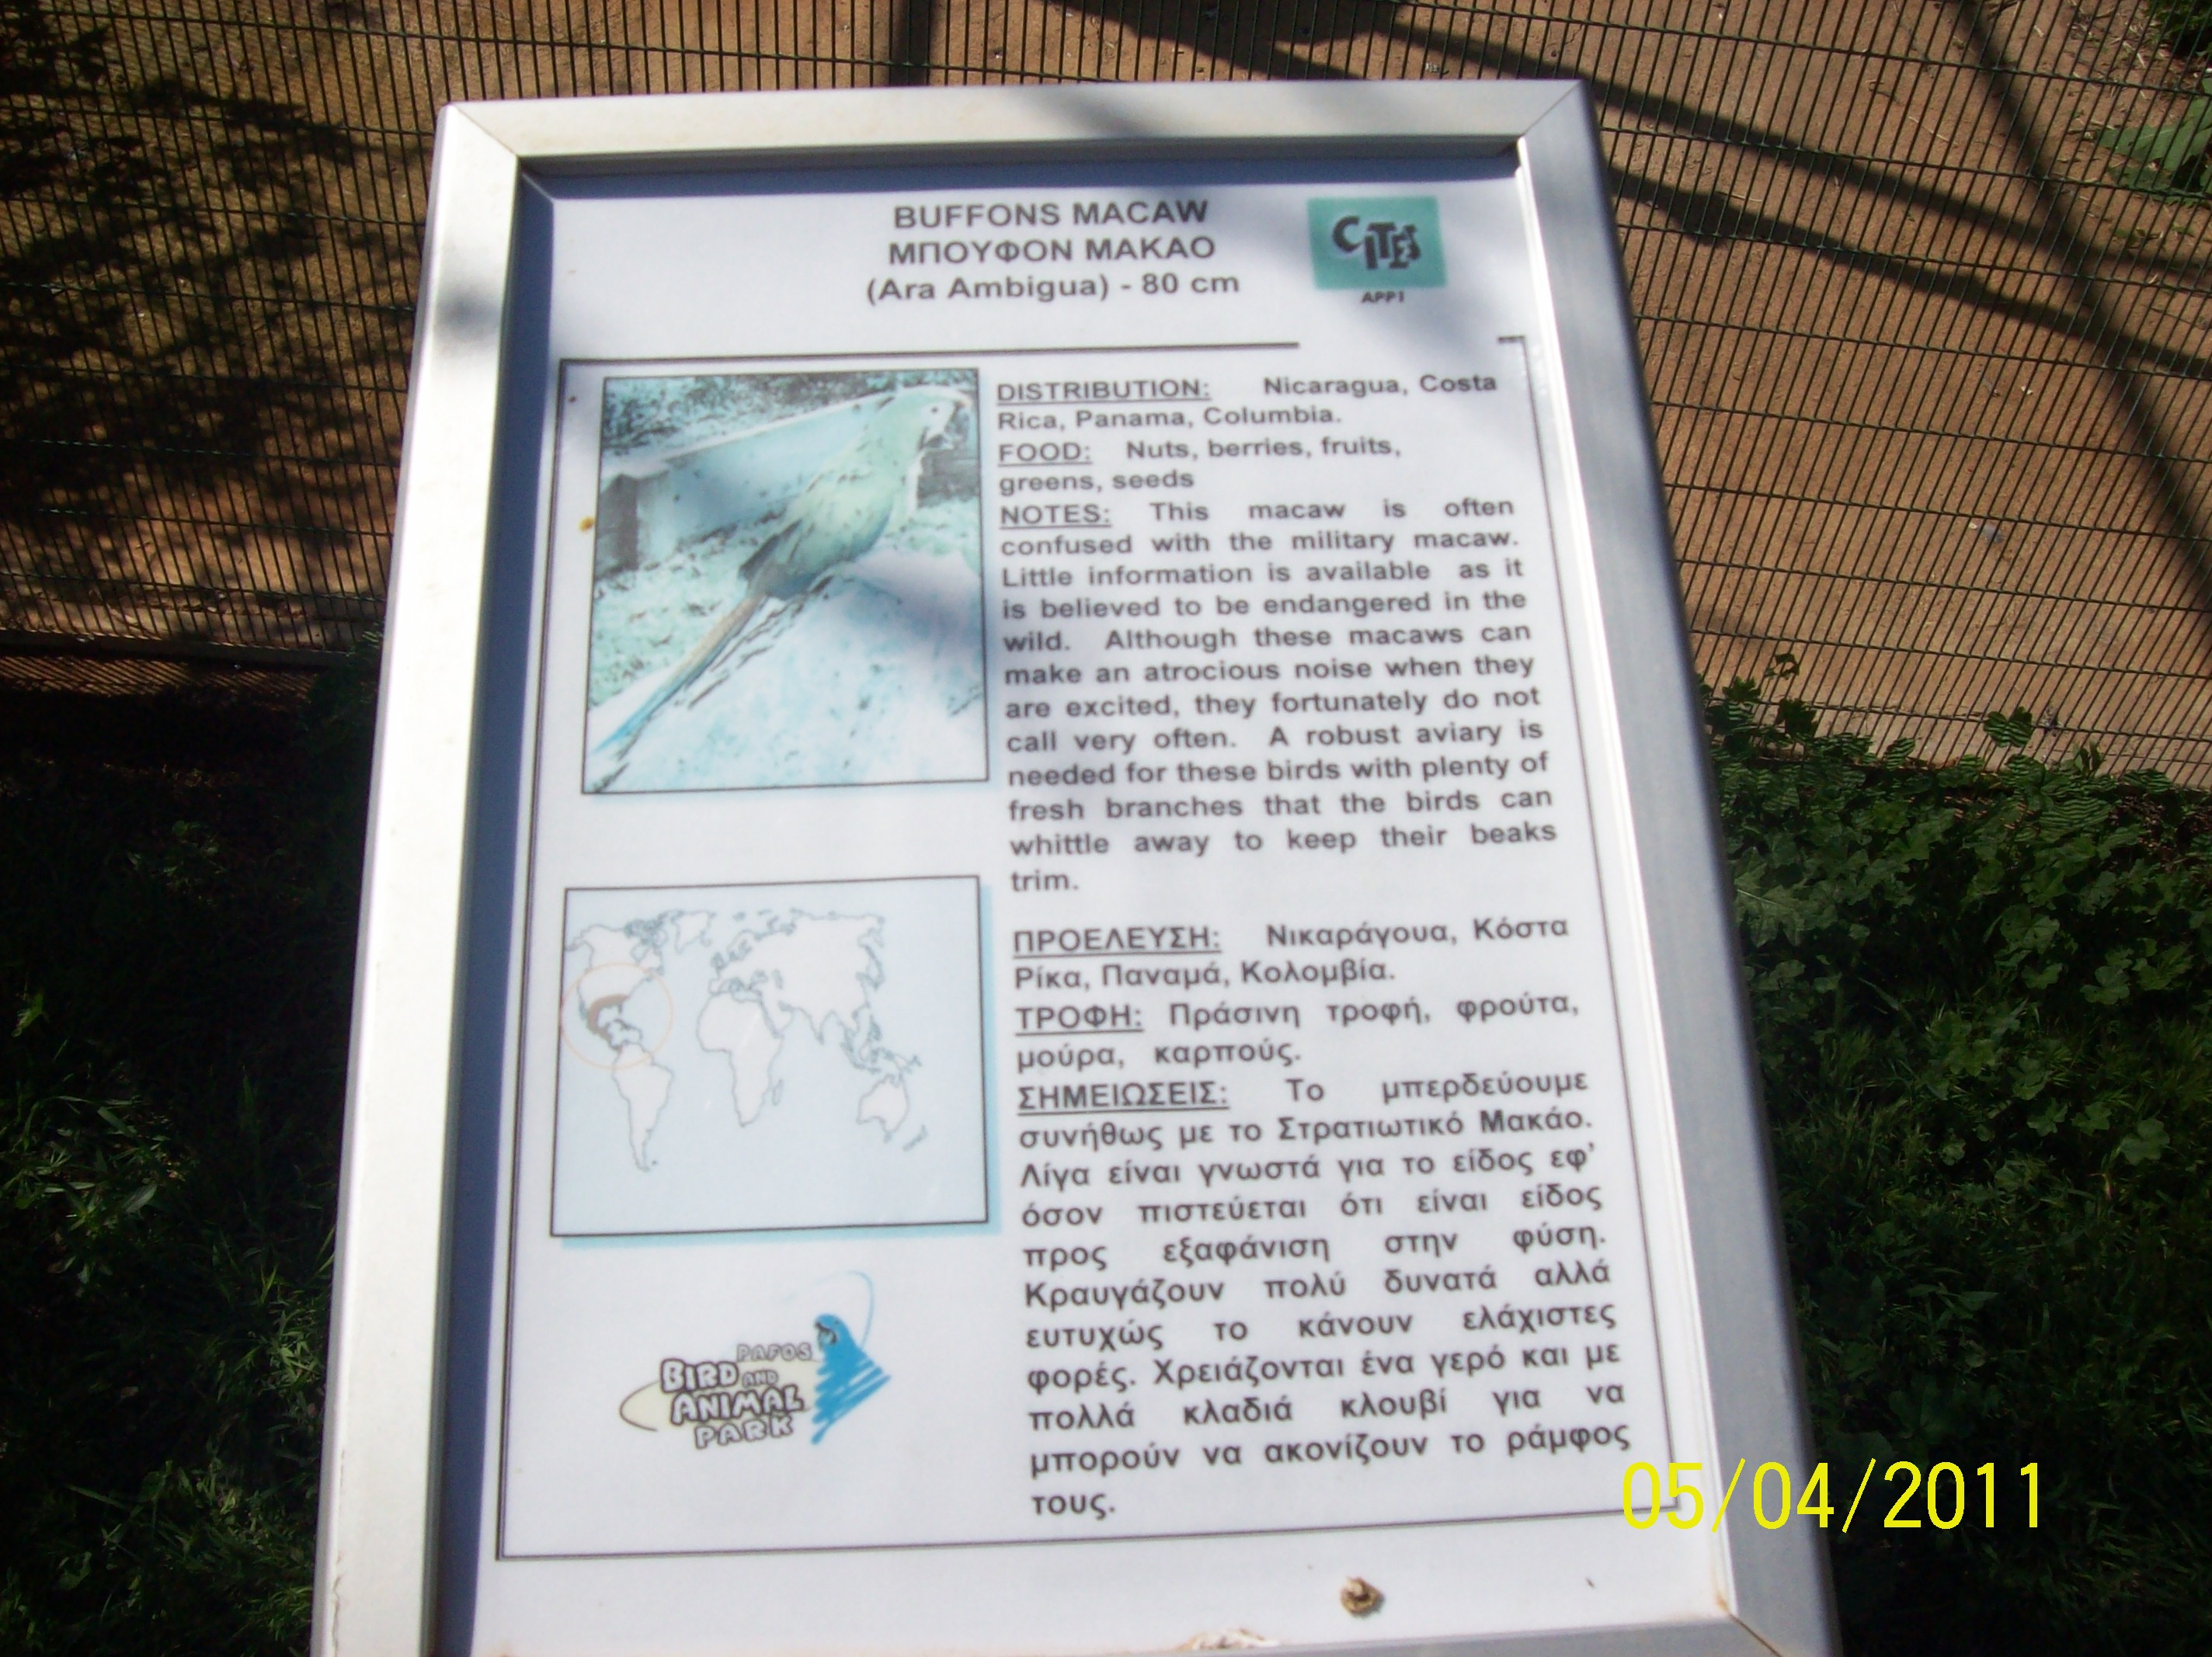 BUFFONS MACAW
ΜΠΟΥΦΟΝ ΜΑΚΑΟ
(Ara Ambigua) - 80 cm
CITES
APP1
DISTRIBUTION: Nicaragua, Costa
Rica, Panama, Columbia.
FOOD: Nuts, berries, fruits,
greens, seeds
NOTES: This macaw is often
confused with the military macaw.
Little information is available as it
is believed to be endangered in the
wild. Although these macaws can
make an atrocious noise when they
are excited, they fortunately do not
call very often. A robust aviary is
needed for these birds with plenty of
fresh branches that the birds can
whittle away to keep their beaks
trim.
ΠΡΟΕΛΕΥΣΗ: Νικαράγουα, Κόστα
Ρίκα, Παναμά, Κολομβία.
ΤΡΟΦΗ: Πράσινη τροφή, φρούτα,
μούρα, καρπούς.
ΣΗΜΕΙΩΣΕΙΣ: Το μπερδεύουμε
συνήθως με το Στρατιωτικό Μακάο.
Λίγα είναι γνωστά για το είδος εφ'
όσον πιστεύεται ότι είναι είδος
προς εξαφάνιση στην φύση.
Κραυγάζουν πολύ δυνατά αλλά
ευτυχώς το κάνουν ελάχιστες
φορές. Χρειάζονται ένα γερό και με
πολλά κλαδιά κλουβί για να
μπορούν να ακονίζουν το ράμφος
τους.
PAFOS
BIRD AND
ANIMAL
PARK
05/04/2011